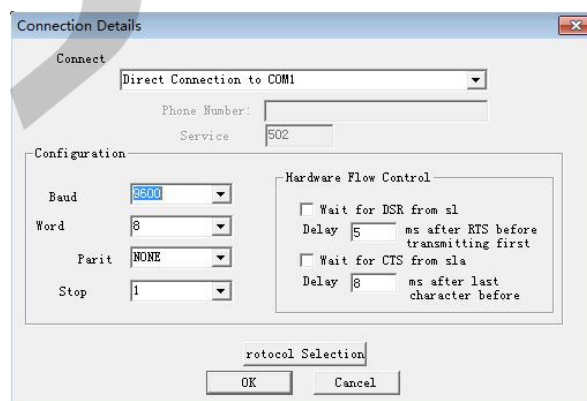 Connection Details
Connect
Direct Connection to COM1
Phone Number:
Service
502
Configuration
Baud
9600
Word
8
Parit
NONE
Stop
1
Hardware Flow Control
Wait for DSR from sl
Delay 5 ms after RTS before
transmitting first
Wait for CTS from sla
Delay 8 ms after last
character before
rotocol Selection
OK
Cancel